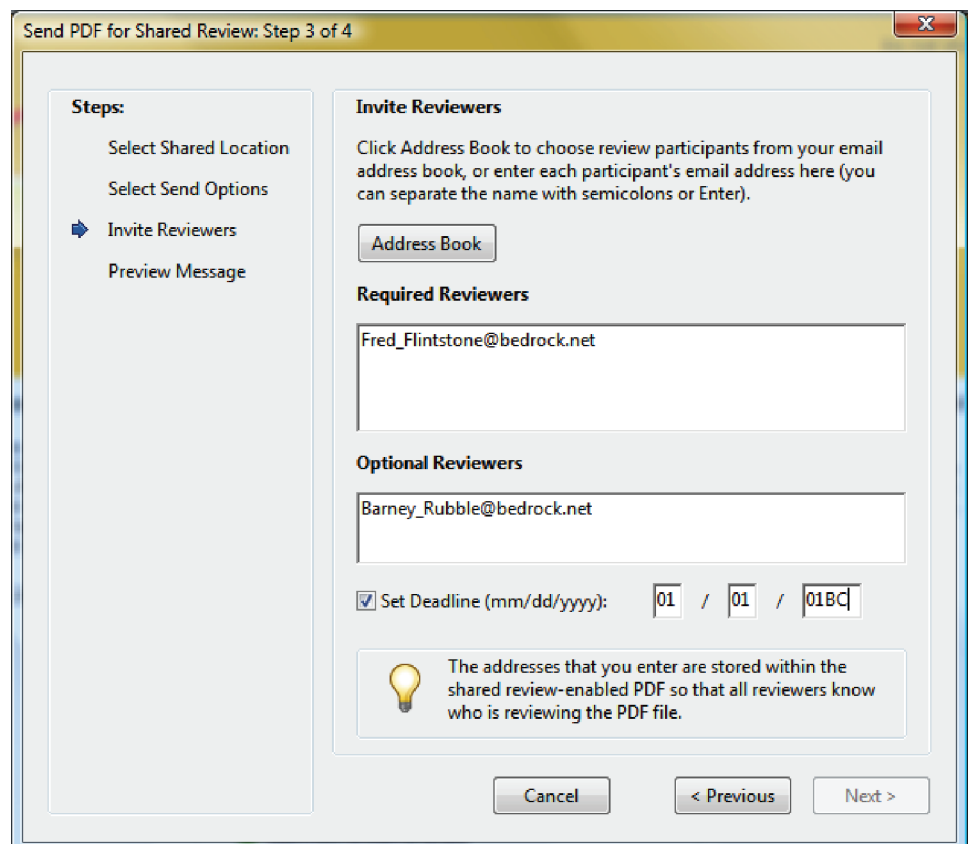 Send PDF for Shared Review: Step 3 of 4
Steps:
Select Shared Location
Select Send Options
Invite Reviewers
Preview Message
Invite Reviewers
Click Address Book to choose review participants from your email
address book, or enter each participant's email address here (you
can separate the name with semicolons or Enter).
Address Book
Required Reviewers
Fred_Flintstone@bedrock.net
Optional Reviewers
Barney_Rubble@bedrock.net
Set Deadline (mm/dd/yyyy): 01 / 01 / 01BC
The addresses that you enter are stored within the
shared review-enabled PDF so that all reviewers know
who is reviewing the PDF file.
Cancel < Previous Next >